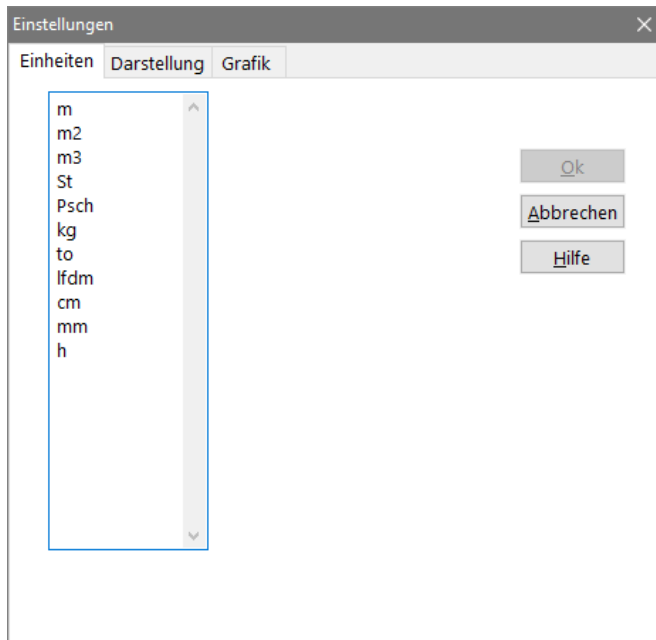 Einstellungen
Einheiten Darstellung Grafik
m
m2
m3
St
Psch
kg
to
lfdm
cm
mm
h
Ok
Abbrechen
Hilfe